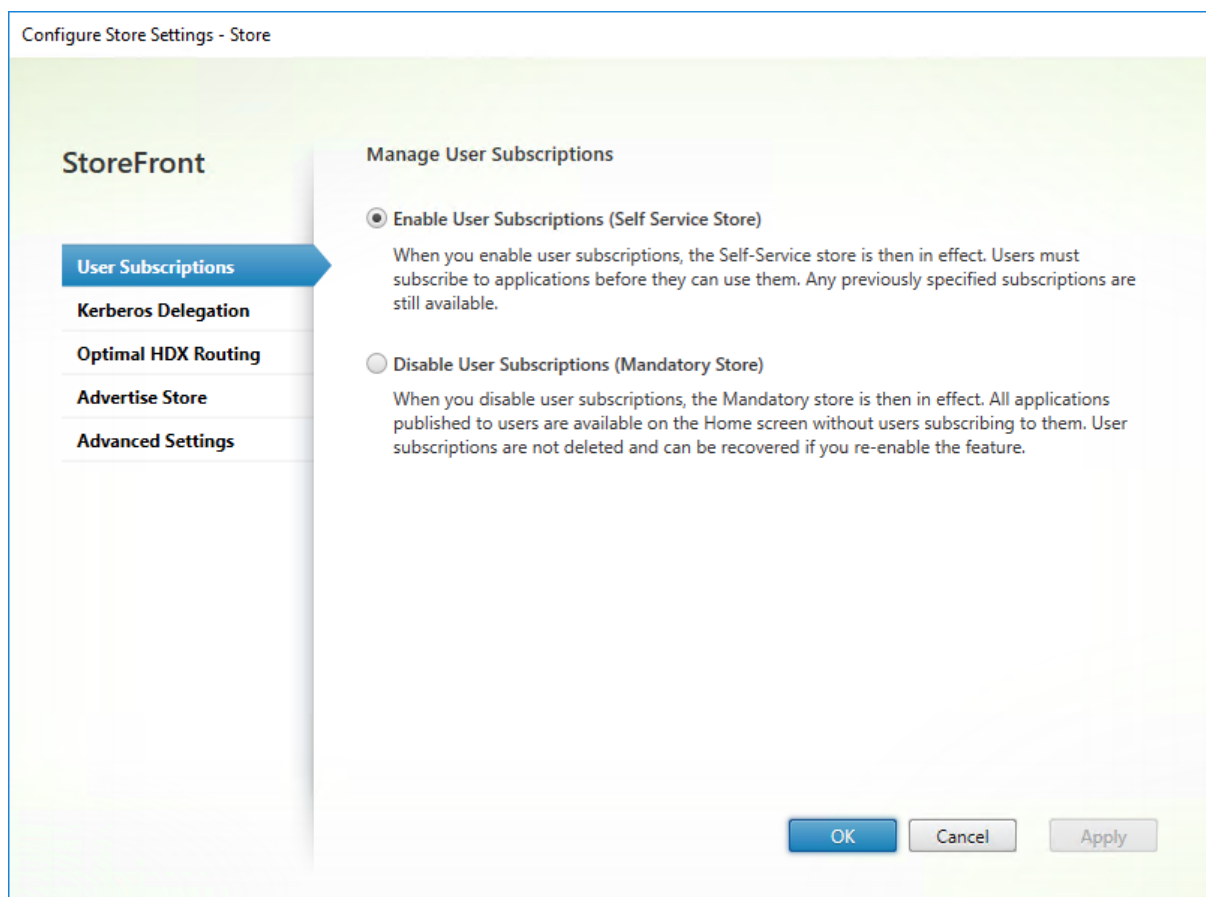 Configure Store Settings - Store
StoreFront
User Subscriptions
Kerberos Delegation
Optimal HDX Routing
Advertise Store
Advanced Settings
Manage User Subscriptions
Enable User Subscriptions (Self Service Store)
When you enable user subscriptions, the Self-Service store is then in effect. Users must
subscribe to applications before they can use them. Any previously specified subscriptions are
still available.
Disable User Subscriptions (Mandatory Store)
When you disable user subscriptions, the Mandatory store is then in effect. All applications
published to users are available on the Home screen without users subscribing to them. User
subscriptions are not deleted and can be recovered if you re-enable the feature.
OK
Cancel
Apply